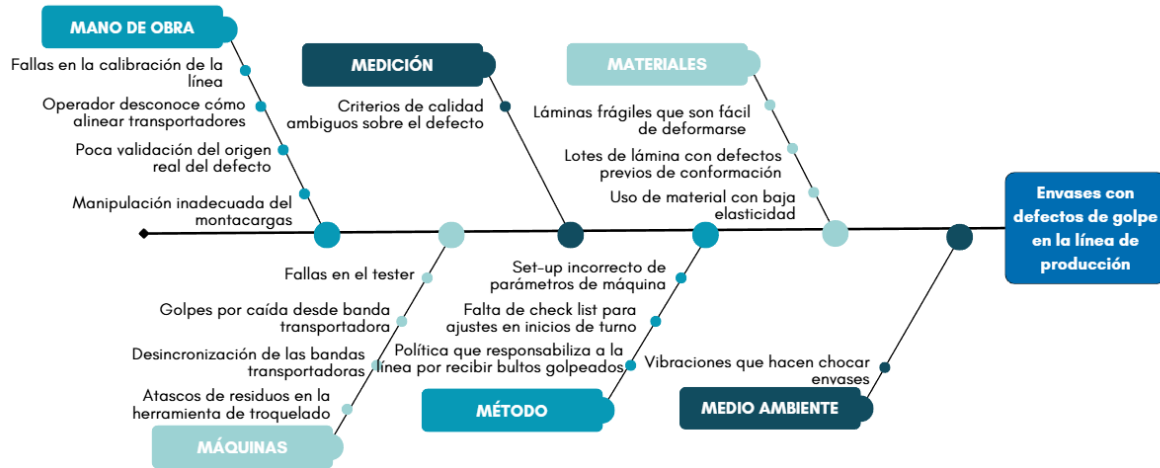 MANO DE OBRA
Fallas en la calibración de la
línea
Operador desconoce cómo
alinear transportadores
Poca validación del origen
real del defecto
Manipulación inadecuada del
montacargas
MEDICIÓN
Criterios de calidad
ambiguos sobre el defecto
MATERIALES
Láminas frágiles que son fácil
de deformarse
Lotes de lámina con defectos
previos de conformación
Uso de material con baja
elasticidad
Envases con
defectos de golpe
en la línea de
producción
Fallas en el tester
Golpes por caída desde banda
transportadora
Desincronización de las bandas
transportadoras
Atascos de residuos en la
herramienta de troquelado
MÁQUINAS
Set-up incorrecto de
parámetros de máquina
Falta de check list para
ajustes en inicios de turno
Política que responsabiliza a la
línea por recibir bultos golpeados
MÉTODO
Vibraciones que hacen chocar
envases
MEDIO AMBIENTE